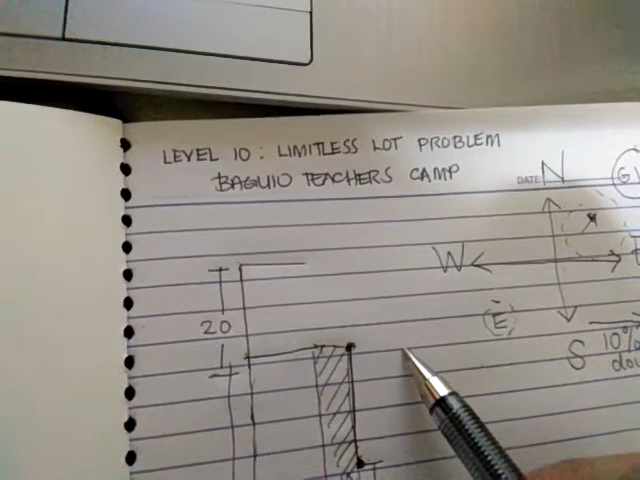 LEVEL 10: LIMITLESS LOT PROBLEM
BAGUIO TEACHERS CAMP
DATE N
W
E
20
S 10%